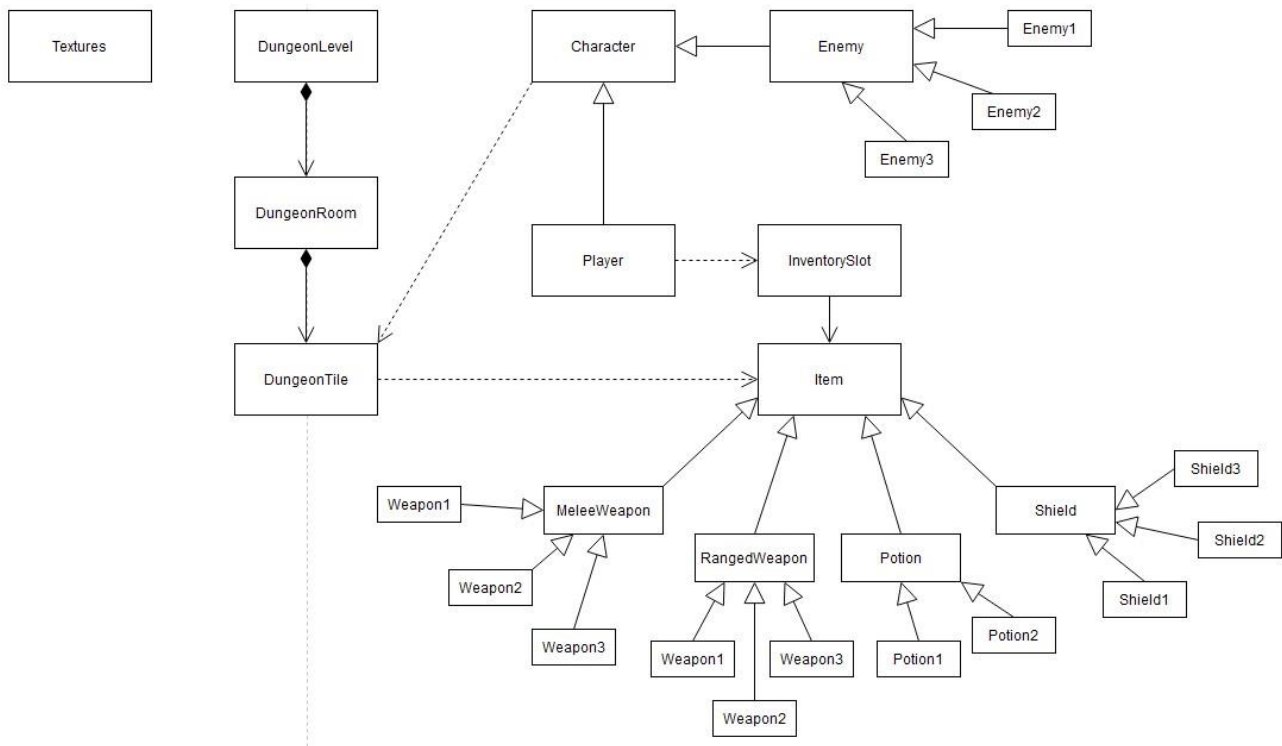 Textures
DungeonLevel
Character
Enemy
Enemy1
Enemy2
Enemy3
DungeonRoom
Player
InventorySlot
DungeonTile
Item
Shield3
Weapon1
MeleeWeapon
Shield
Shield2
RangedWeapon
Potion
Weapon2
Shield1
Weapon3
Weapon1
Weapon3
Potion1
Potion2
Weapon2